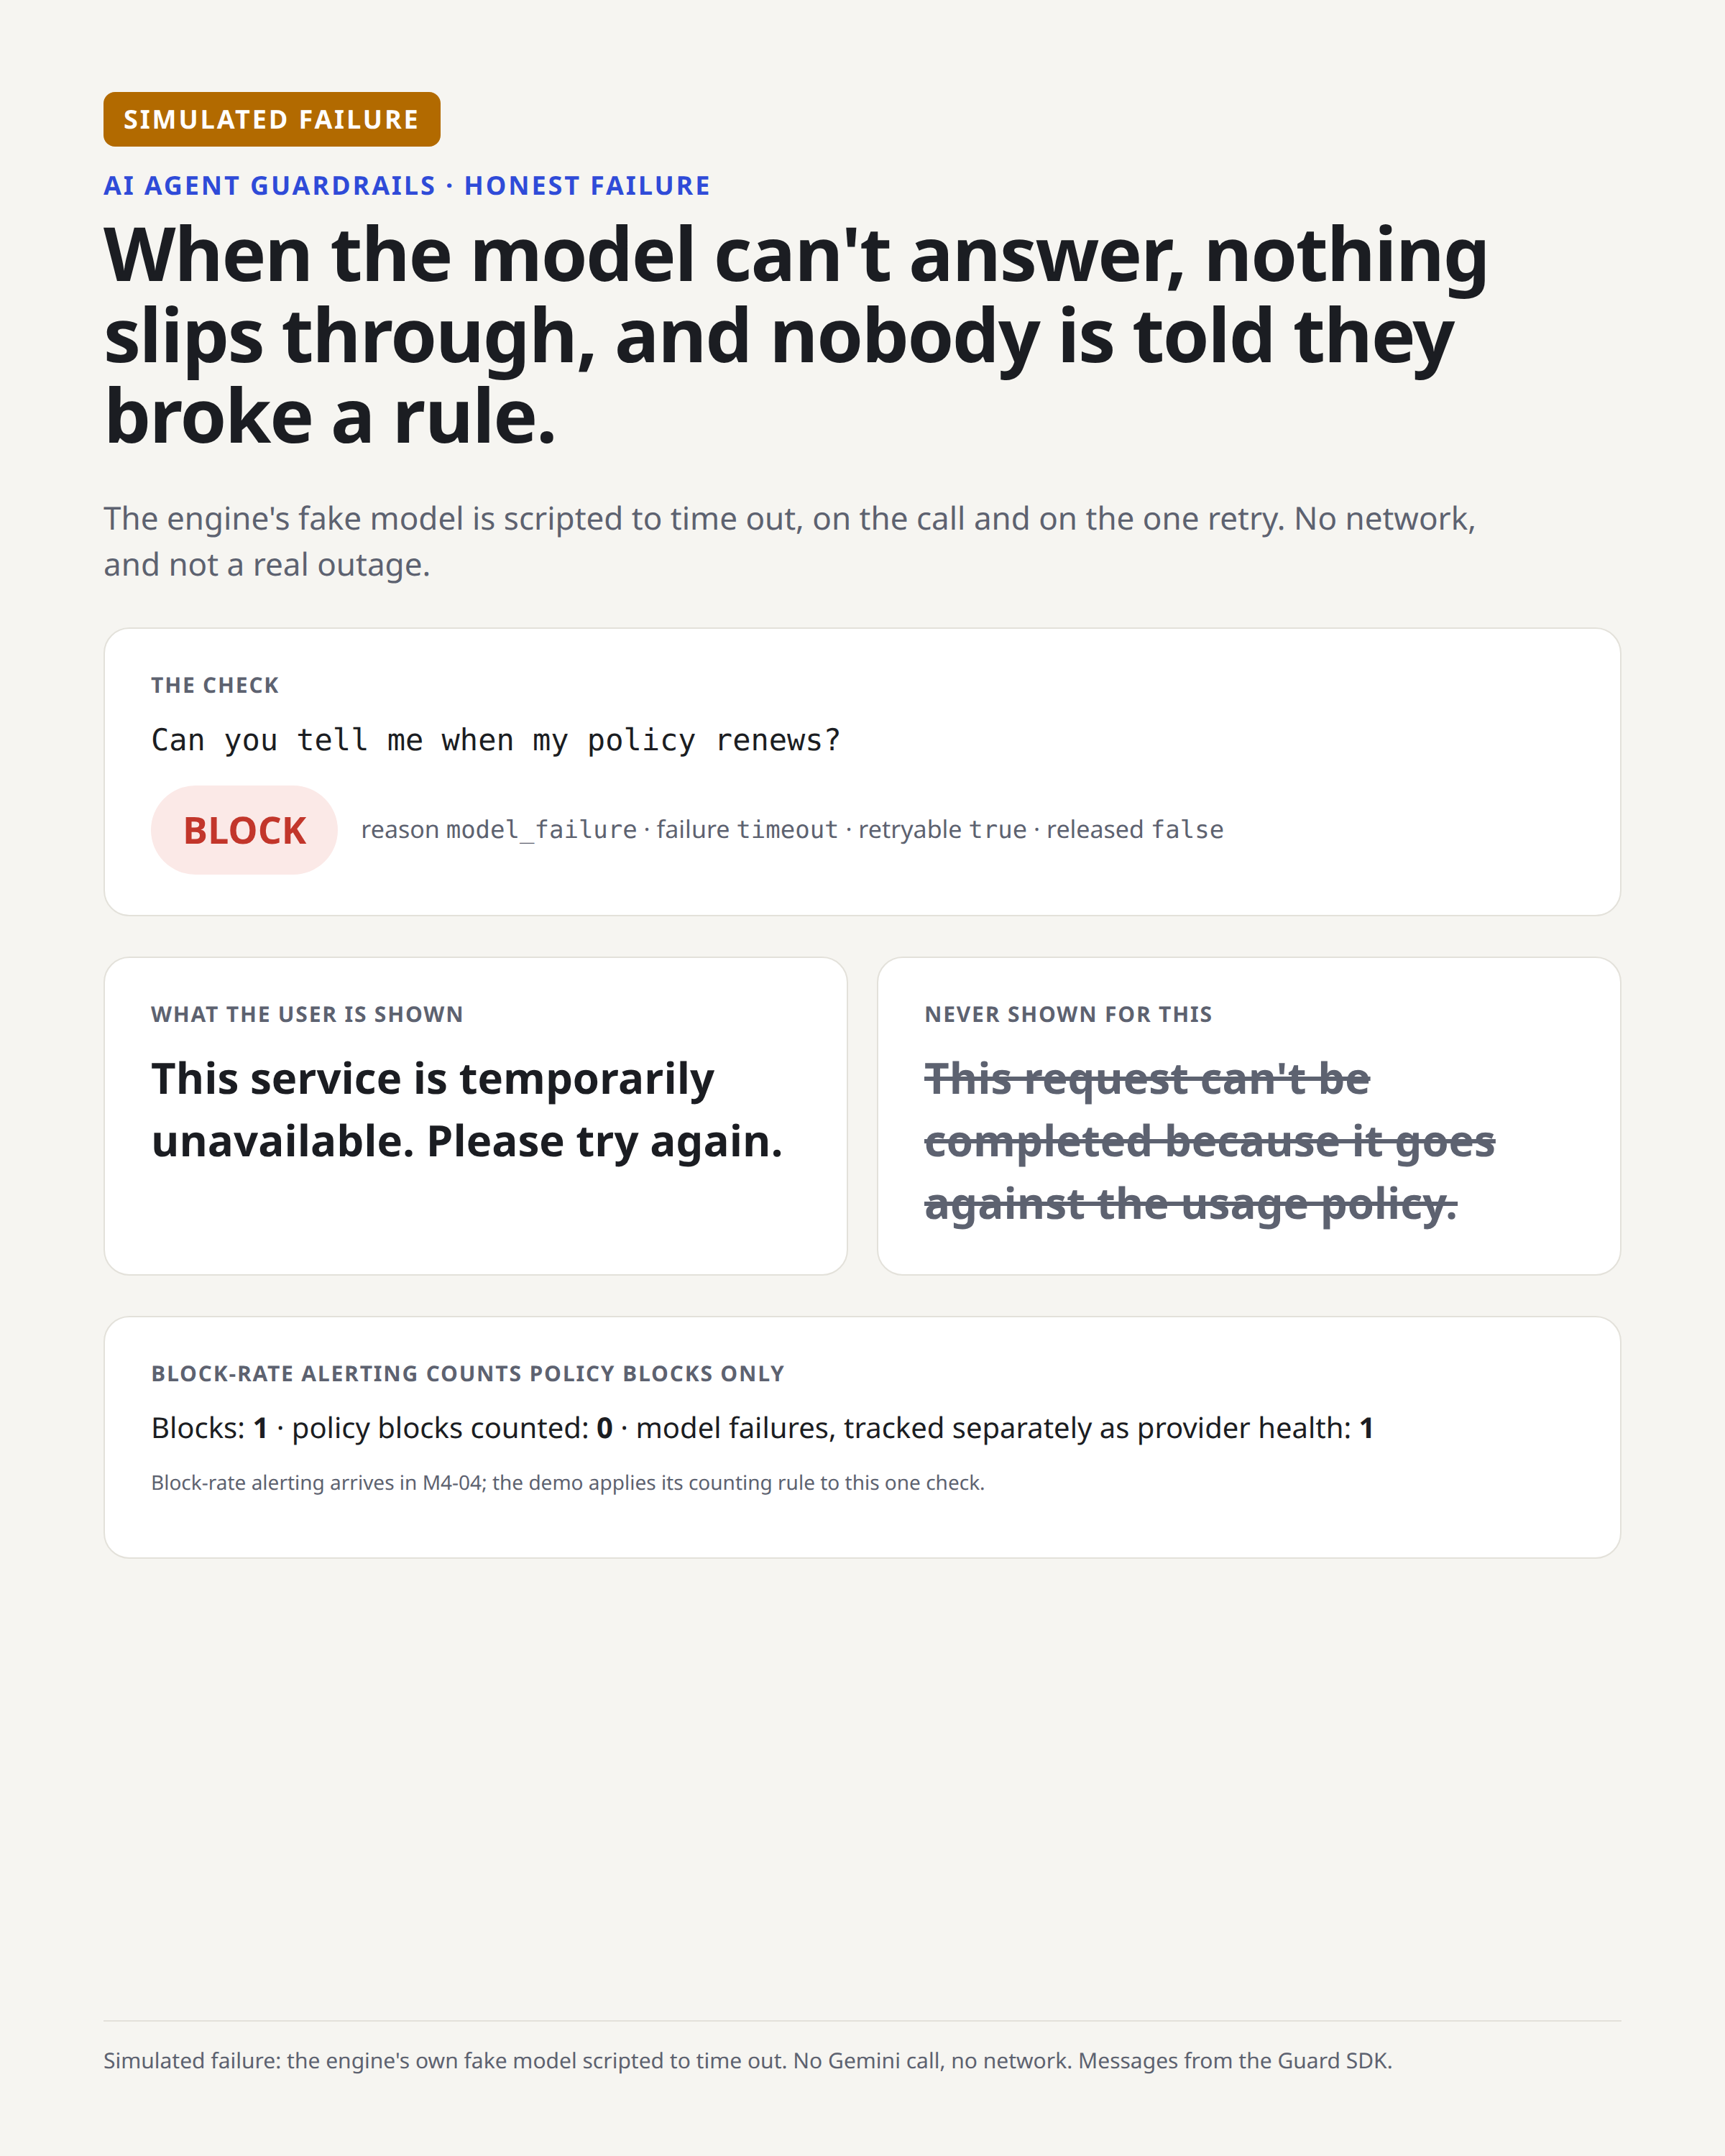 SIMULATED FAILURE
AI AGENT GUARDRAILS · HONEST FAILURE
When the model can't answer, nothing
slips through, and nobody is told they
broke a rule.
The engine's fake model is scripted to time out, on the call and on the one retry. No network,
and not a real outage.
THE CHECK
Can you tell me when my policy renews?
BLOCK
reason model_failure · failure timeout · retryable true · released false
WHAT THE USER IS SHOWN
This service is temporarily
unavailable. Please try again.
NEVER SHOWN FOR THIS
This request can't be
completed because it goes
against the usage policy.
BLOCK-RATE ALERTING COUNTS POLICY BLOCKS ONLY
Blocks: 1 · policy blocks counted: 0 · model failures, tracked separately as provider health: 1
Block-rate alerting arrives in M4-04; the demo applies its counting rule to this one check.
Simulated failure: the engine's own fake model scripted to time out. No Gemini call, no network. Messages from the Guard SDK.